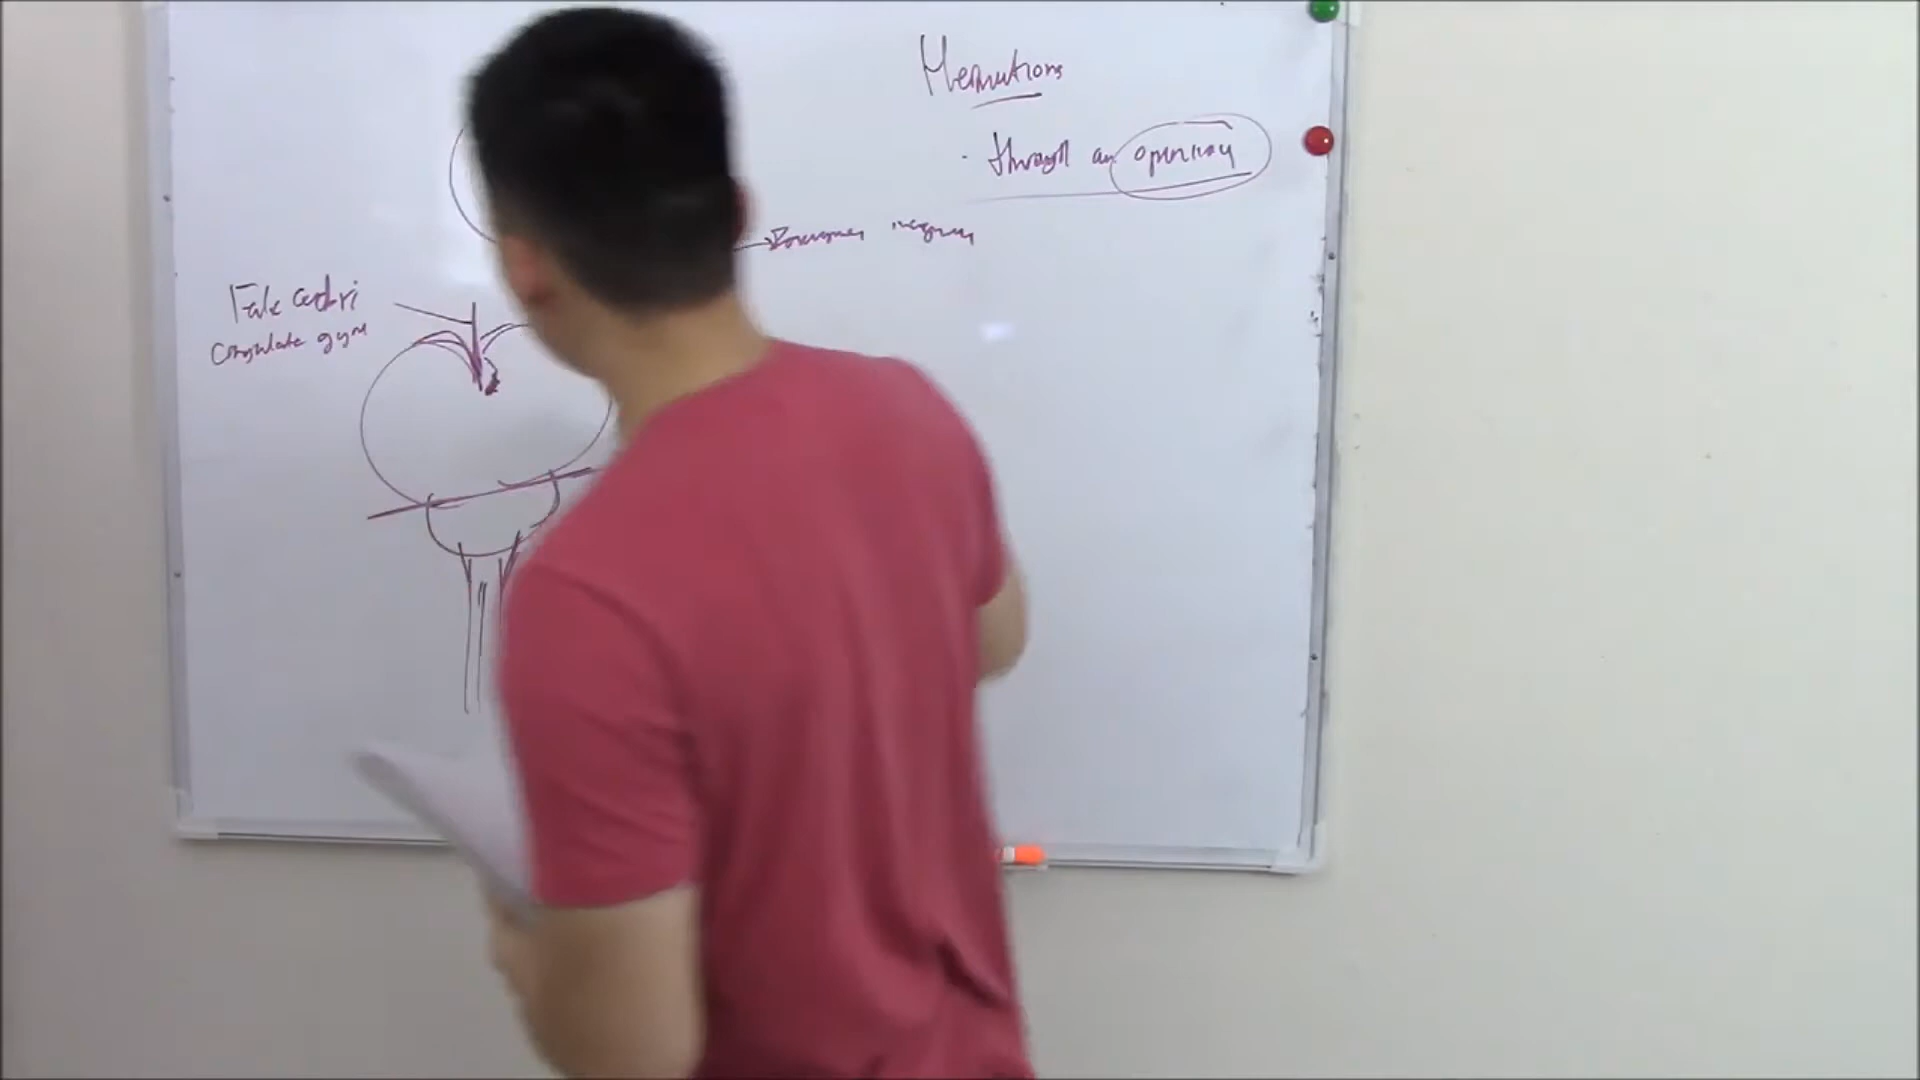 Herniations
· through an opening
Falx cerebri
Cingulate gyrus